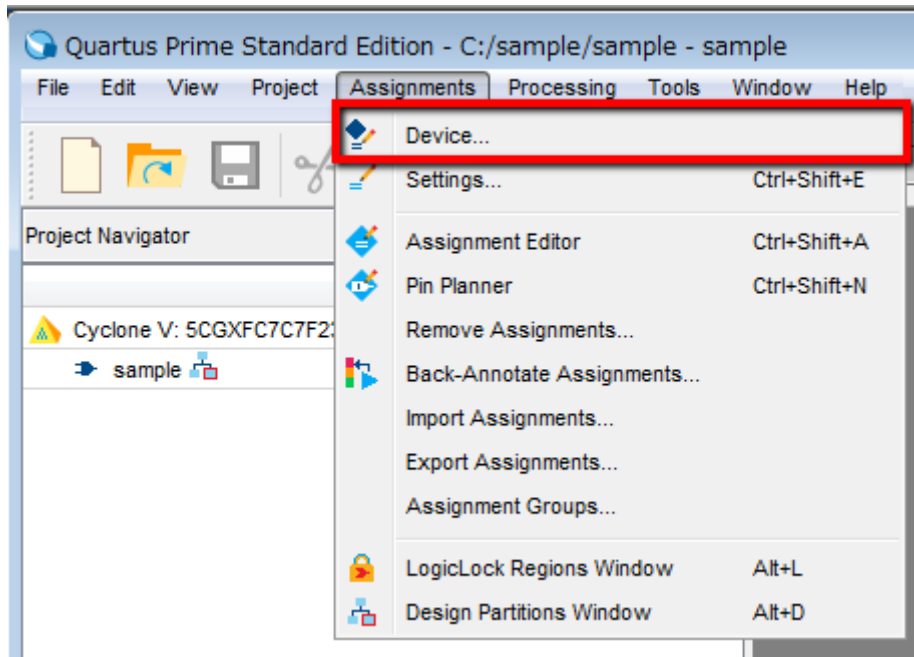 Quartus Prime Standard Edition - C:/sample/sample - sample
File Edit View Project Assignments Processing Tools Window Help
Device...
Settings... Ctrl+Shift+E
Project Navigator
Assignment Editor Ctrl+Shift+A
Pin Planner Ctrl+Shift+N
Cyclone V: 5CGXFC7C7F23
Remove Assignments...
sample
Back-Annotate Assignments...
Import Assignments...
Export Assignments...
Assignment Groups...
LogicLock Regions Window Alt+L
Design Partitions Window Alt+D